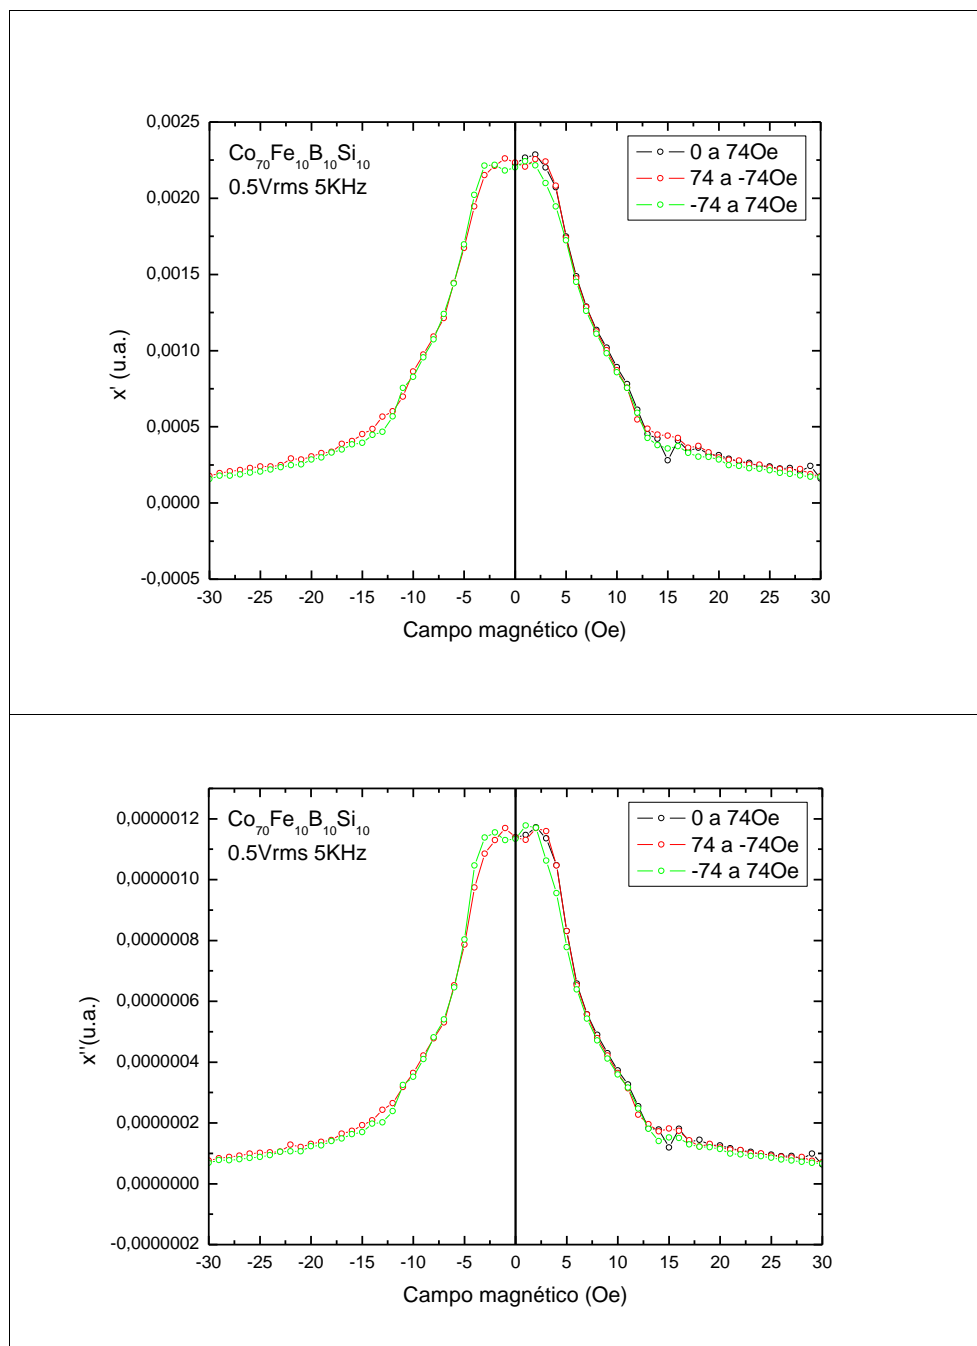 0,0025
0,0020
0,0015
0,0010
0,0005
0,0000
-0,0005
x' (u.a.)
Co70Fe10B10Si10
0.5Vrms 5KHz
0 a 74Oe
74 a -74Oe
-74 a 74Oe
-30 -25 -20 -15 -10 -5 0 5 10 15 20 25 30
Campo magnético (Oe)
0,0000012
0,0000010
0,0000008
0,0000006
0,0000004
0,0000002
0,0000000
-0,0000002
x''(u.a.)
Co70Fe10B10Si10
0.5Vrms 5KHz
0 a 74Oe
74 a -74Oe
-74 a 74Oe
-30 -25 -20 -15 -10 -5 0 5 10 15 20 25 30
Campo magnético (Oe)